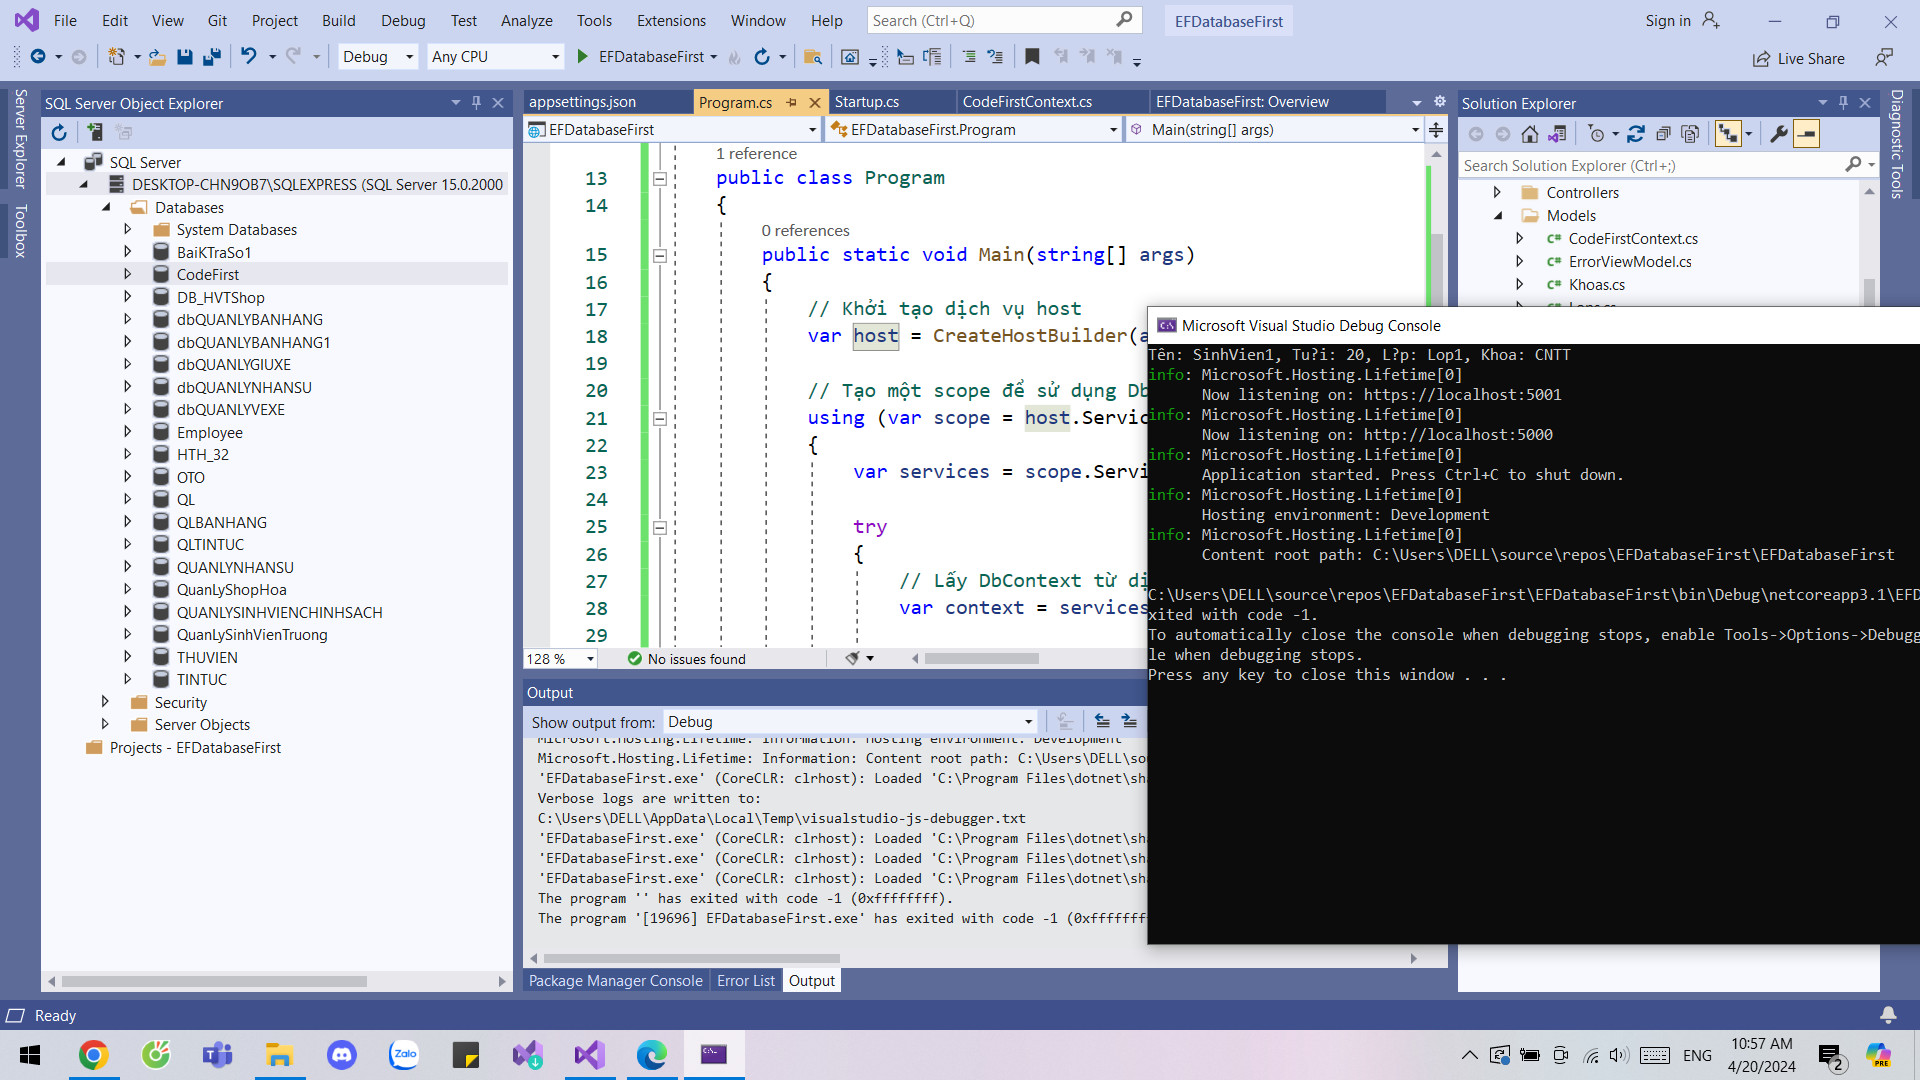 File Edit View Git Project Build Debug Test Analyze Tools Extensions Window Help Search (Ctrl+Q) EFDatabaseFirst Sign in
Debug Any CPU EFDatabaseFirst Live Share
Server Explorer
Toolbox
SQL Server Object Explorer
SQL Server
DESKTOP-CHN9OB7\SQLEXPRESS (SQL Server 15.0.2000
Databases
System Databases
BaiKTraSo1
CodeFirst
DB_HVTShop
dbQUANLYBANHANG
dbQUANLYBANHANG1
dbQUANLYGIUXE
dbQUANLYNHANSU
dbQUANLYVEXE
Employee
HTH_32
OTO
QL
QLBANHANG
QLTINTUC
QUANLYNHANSU
QuanLyShopHoa
QUANLYSINHVIENCHINHSACH
QuanLySinhVienTruong
THUVIEN
TINTUC
Security
Server Objects
Projects - EFDatabaseFirst
appsettings.json Program.cs Startup.cs CodeFirstContext.cs EFDatabaseFirst: Overview
EFDatabaseFirst EFDatabaseFirst.Program Main(string[] args)
1 reference
13 public class Program
14 {
0 references
15 public static void Main(string[] args)
16 {
17 // Khởi tạo dịch vụ host
18 var host = CreateHostBuilder(a
19
20 // Tạo một scope để sử dụng Db
21 using (var scope = host.Servic
22 {
23 var services = scope.Servi
24
25 try
26 {
27 // Lấy DbContext từ dị
28 var context = services
29
128 % No issues found
Output
Show output from: Debug
Microsoft.Hosting.Lifetime: Information: Hosting environment: Development
Microsoft.Hosting.Lifetime: Information: Content root path: C:\Users\DELL\so
'EFDatabaseFirst.exe' (CoreCLR: clrhost): Loaded 'C:\Program Files\dotnet\sha
Verbose logs are written to:
C:\Users\DELL\AppData\Local\Temp\visualstudio-js-debugger.txt
'EFDatabaseFirst.exe' (CoreCLR: clrhost): Loaded 'C:\Program Files\dotnet\sha
'EFDatabaseFirst.exe' (CoreCLR: clrhost): Loaded 'C:\Program Files\dotnet\sha
'EFDatabaseFirst.exe' (CoreCLR: clrhost): Loaded 'C:\Program Files\dotnet\sha
The program '' has exited with code -1 (0xffffffff).
The program '[19696] EFDatabaseFirst.exe' has exited with code -1 (0xffffffff
Package Manager Console Error List Output
Solution Explorer
Search Solution Explorer (Ctrl+;)
Controllers
Models
CodeFirstContext.cs
ErrorViewModel.cs
Khoas.cs
Diagnostic Tools
Microsoft Visual Studio Debug Console
Tên: SinhVien1, Tu?i: 20, L?p: Lop1, Khoa: CNTT
info: Microsoft.Hosting.Lifetime[0]
Now listening on: https://localhost:5001
info: Microsoft.Hosting.Lifetime[0]
Now listening on: http://localhost:5000
info: Microsoft.Hosting.Lifetime[0]
Application started. Press Ctrl+C to shut down.
info: Microsoft.Hosting.Lifetime[0]
Hosting environment: Development
info: Microsoft.Hosting.Lifetime[0]
Content root path: C:\Users\DELL\source\repos\EFDatabaseFirst\EFDatabaseFirst
C:\Users\DELL\source\repos\EFDatabaseFirst\EFDatabaseFirst\bin\Debug\netcoreapp3.1\EFD
xited with code -1.
To automatically close the console when debugging stops, enable Tools->Options->Debugg
le when debugging stops.
Press any key to close this window . . .
Ready
Zalo
ENG 10:57 AM
4/20/2024
2
PRE